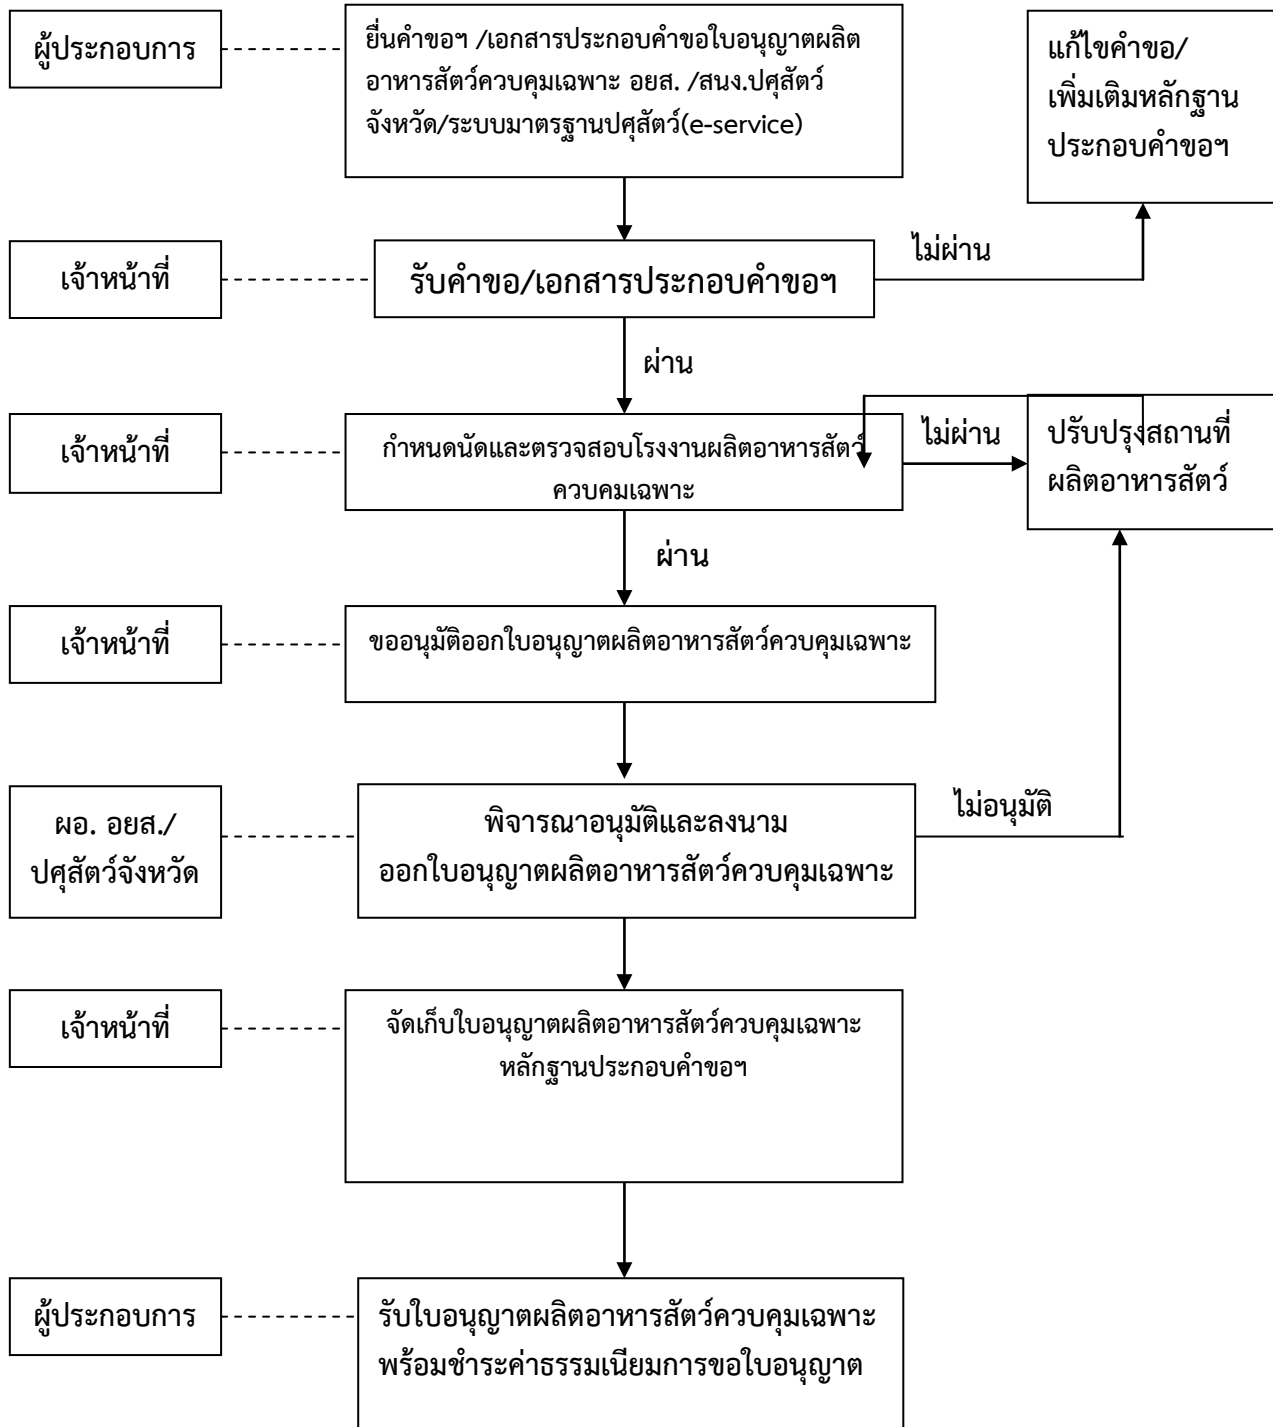 ผู้ประกอบการ
ยื่นคำขอฯ /เอกสารประกอบคำขอใบอนุญาตผลิต
อาหารสัตว์ควบคุมเฉพาะ อยส. /สนง.ปศุสัตว์
จังหวัด/ระบบมาตรฐานปศุสัตว์(e-service)
แก้ไขคำขอ/
เพิ่มเติมหลักฐาน
ประกอบคำขอฯ
เจ้าหน้าที่
รับคำขอ/เอกสารประกอบคำขอฯ
ไม่ผ่าน
ผ่าน
เจ้าหน้าที่
กำหนดนัดและตรวจสอบโรงงานผลิตอาหารสัตว์
ควบคมเฉพาะ
ไม่ผ่าน
ปรับปรุงสถานที่
ผลิตอาหารสัตว์
ผ่าน
เจ้าหน้าที่
ขออนุมัติออกใบอนุญาตผลิตอาหารสัตว์ควบคุมเฉพาะ
ผอ. อยส./
ปศุสัตว์จังหวัด
พิจารณาอนุมัติและลงนาม
ออกใบอนุญาตผลิตอาหารสัตว์ควบคุมเฉพาะ
ไม่อนุมัติ
เจ้าหน้าที่
จัดเก็บใบอนุญาตผลิตอาหารสัตว์ควบคุมเฉพาะ
หลักฐานประกอบคำขอฯ
ผู้ประกอบการ
รับใบอนุญาตผลิตอาหารสัตว์ควบคุมเฉพาะ
พร้อมชำระค่าธรรมเนียมการขอใบอนุญาต